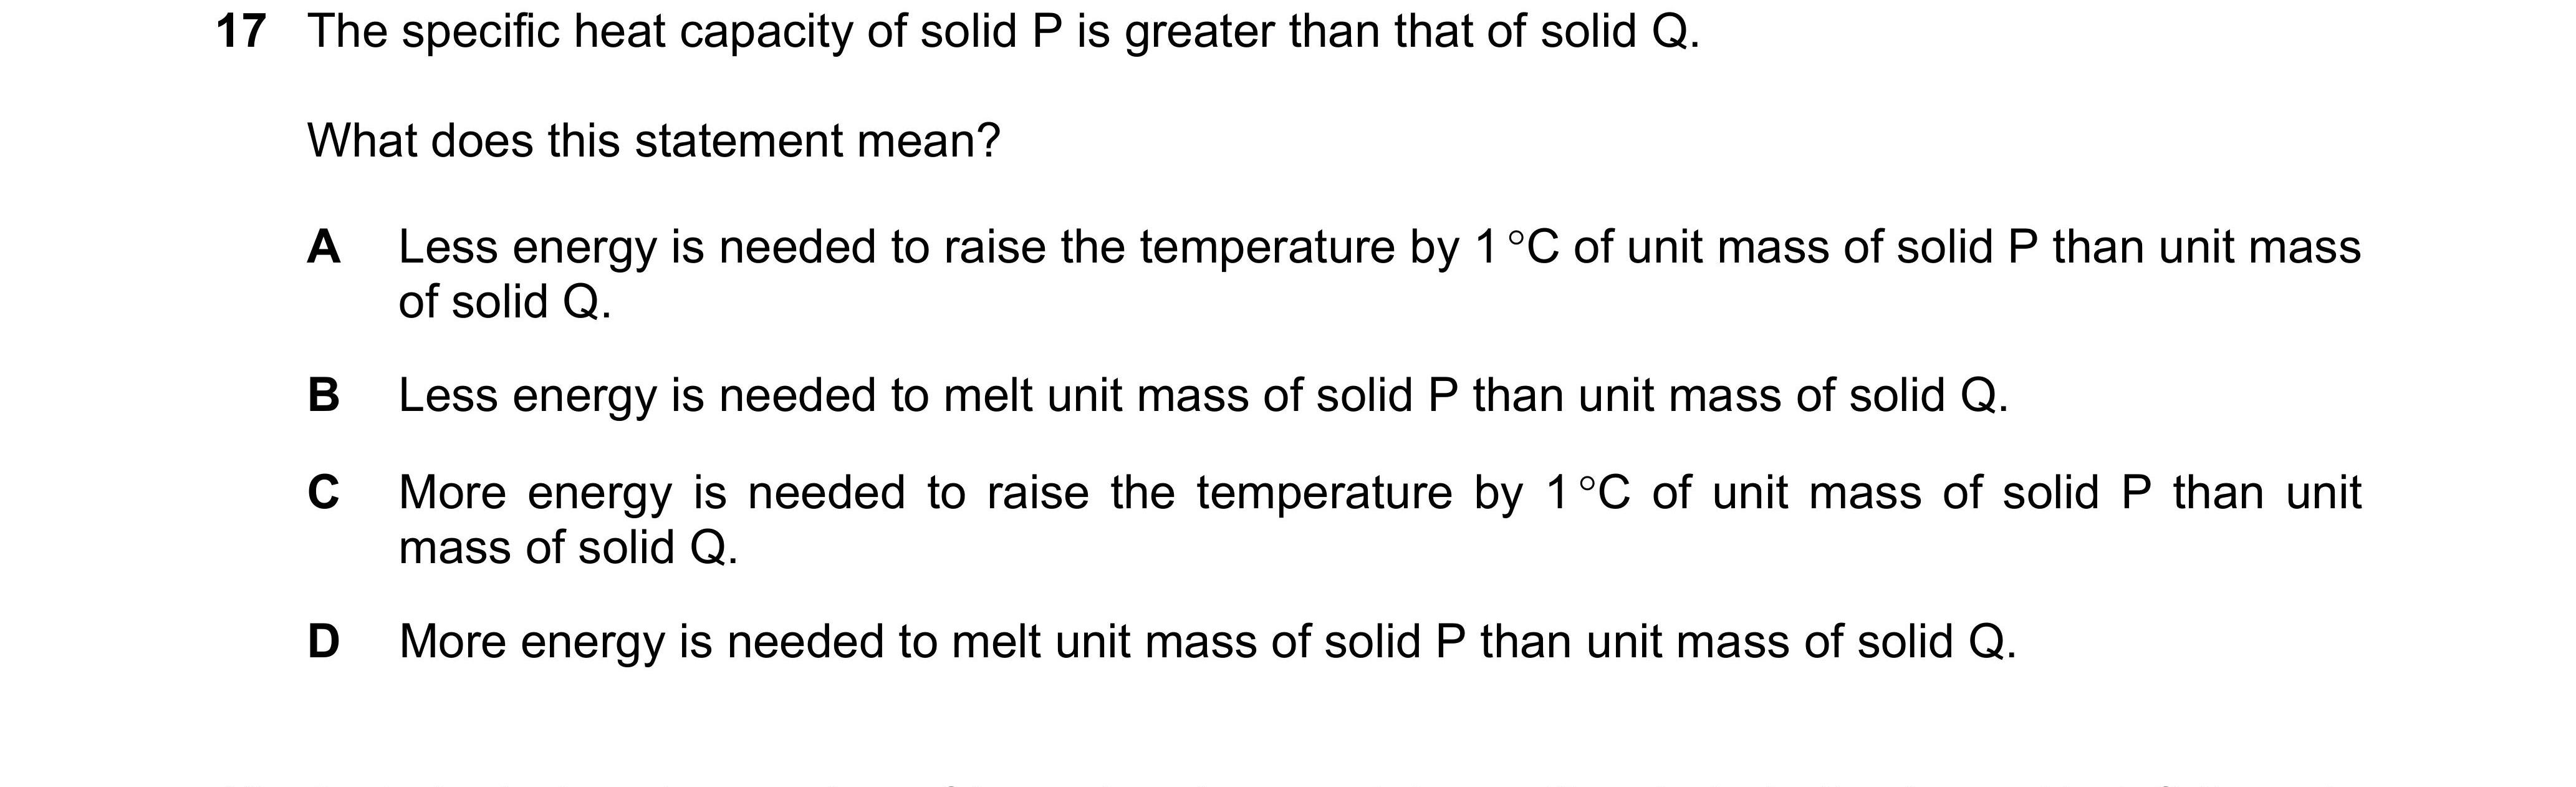 17 The specific heat capacity of solid P is greater than that of solid Q.
What does this statement mean?
A Less energy is needed to raise the temperature by 1 °C of unit mass of solid P than unit mass
of solid Q.
B Less energy is needed to melt unit mass of solid P than unit mass of solid Q.
C More energy is needed to raise the temperature by 1 °C of unit mass of solid P than unit
mass of solid Q.
D More energy is needed to melt unit mass of solid P than unit mass of solid Q.